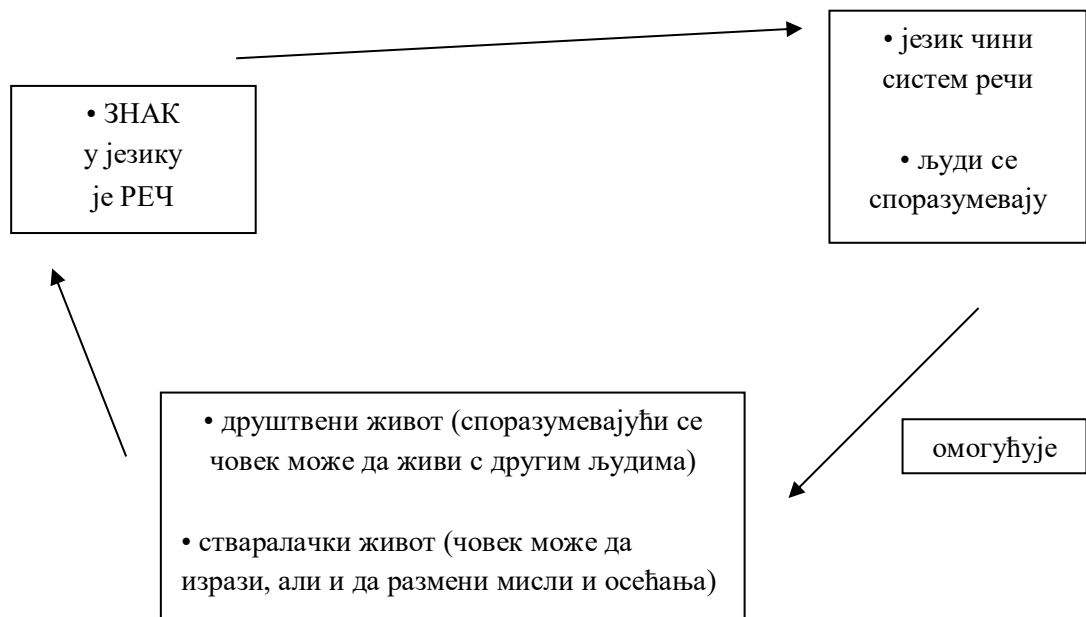 • ЗНАК
у језику
је РЕЧ
• језик чини
систем речи
• људи се
споразумевају
омогућује
• друштвени живот (споразумевајући се
човек може да живи с другим људима)
• стваралачки живот (човек може да
изрази, али и да размени мисли и осећања)